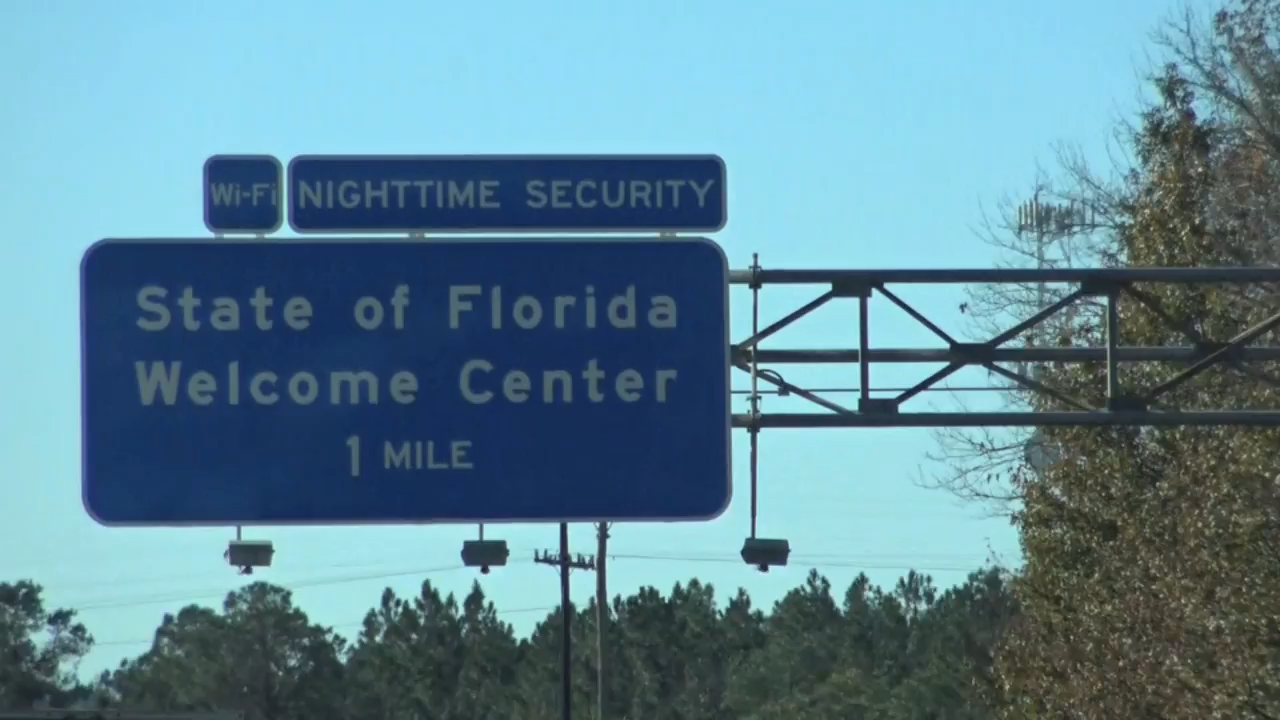 Wi-Fi
NIGHTTIME SECURITY
State of Florida
Welcome Center
1 MILE